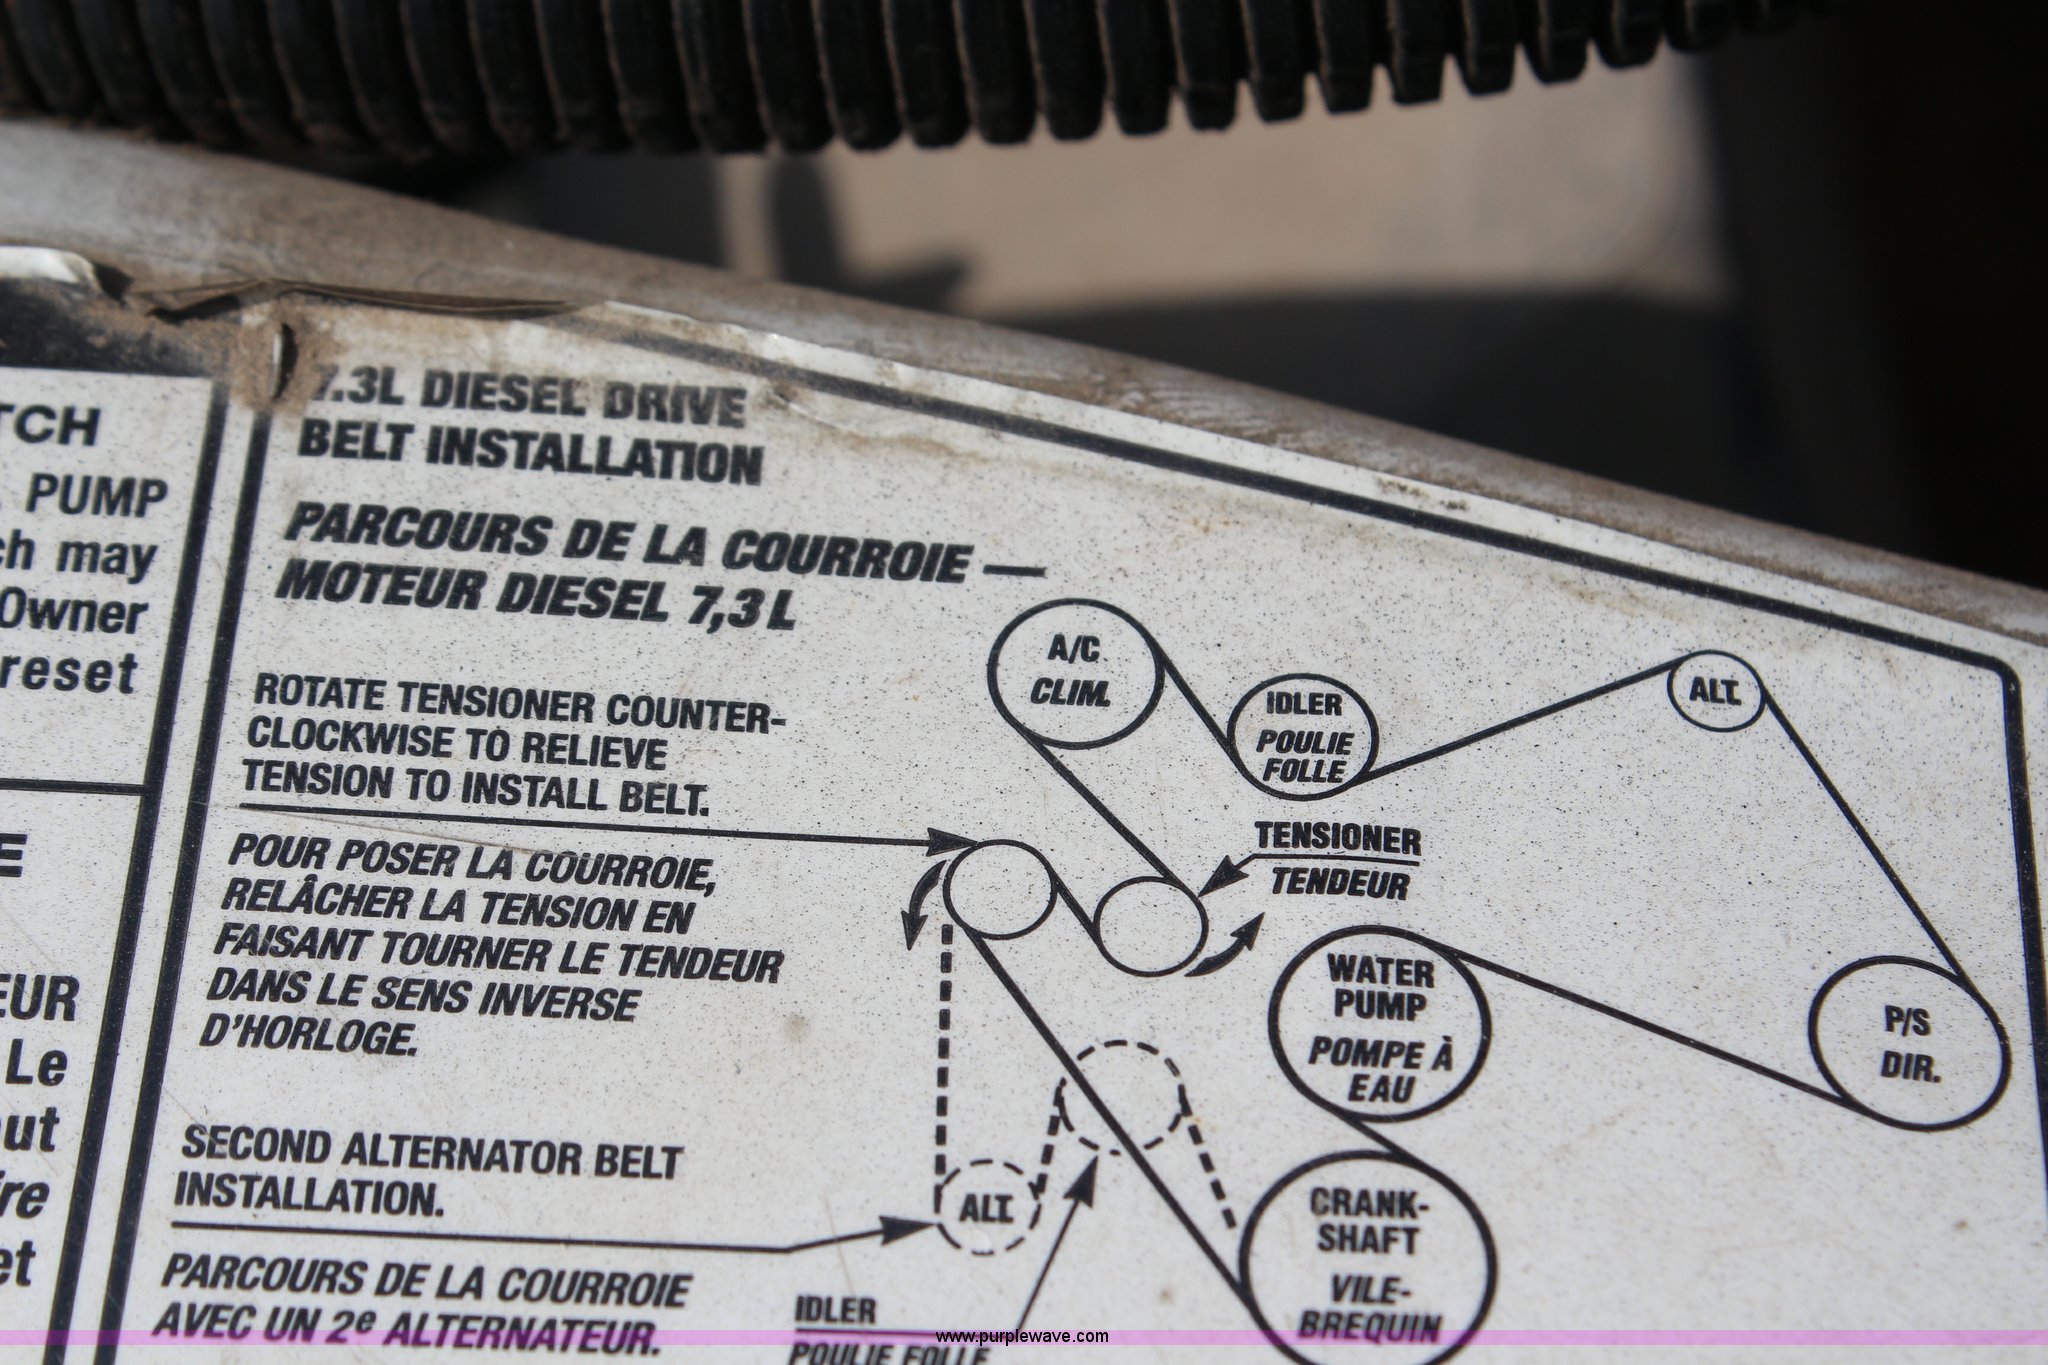 TCH
PUMP
ch may
Owner
reset
E
EUR
Le
out
ire
et
7.3L DIESEL DRIVE
BELT INSTALLATION
PARCOURS DE LA COURROIE —
MOTEUR DIESEL 7,3L
ROTATE TENSIONER COUNTER-
CLOCKWISE TO RELIEVE
TENSION TO INSTALL BELT.
POUR POSER LA COURROIE,
RELÂCHER LA TENSION EN
FAISANT TOURNER LE TENDEUR
DANS LE SENS INVERSE
D'HORLOGE.
SECOND ALTERNATOR BELT
INSTALLATION.
PARCOURS DE LA COURROIE
AVEC UN 2e ALTERNATEUR.
A/C
CLIM.
IDLER
POULIE
FOLLE
ALT.
TENSIONER
TENDEUR
WATER
PUMP
POMPE À
EAU
P/S
DIR.
ALT.
CRANK-
SHAFT
VILE-
BREQUIN
IDLER
POULIE FOLLE
www.purplewave.com